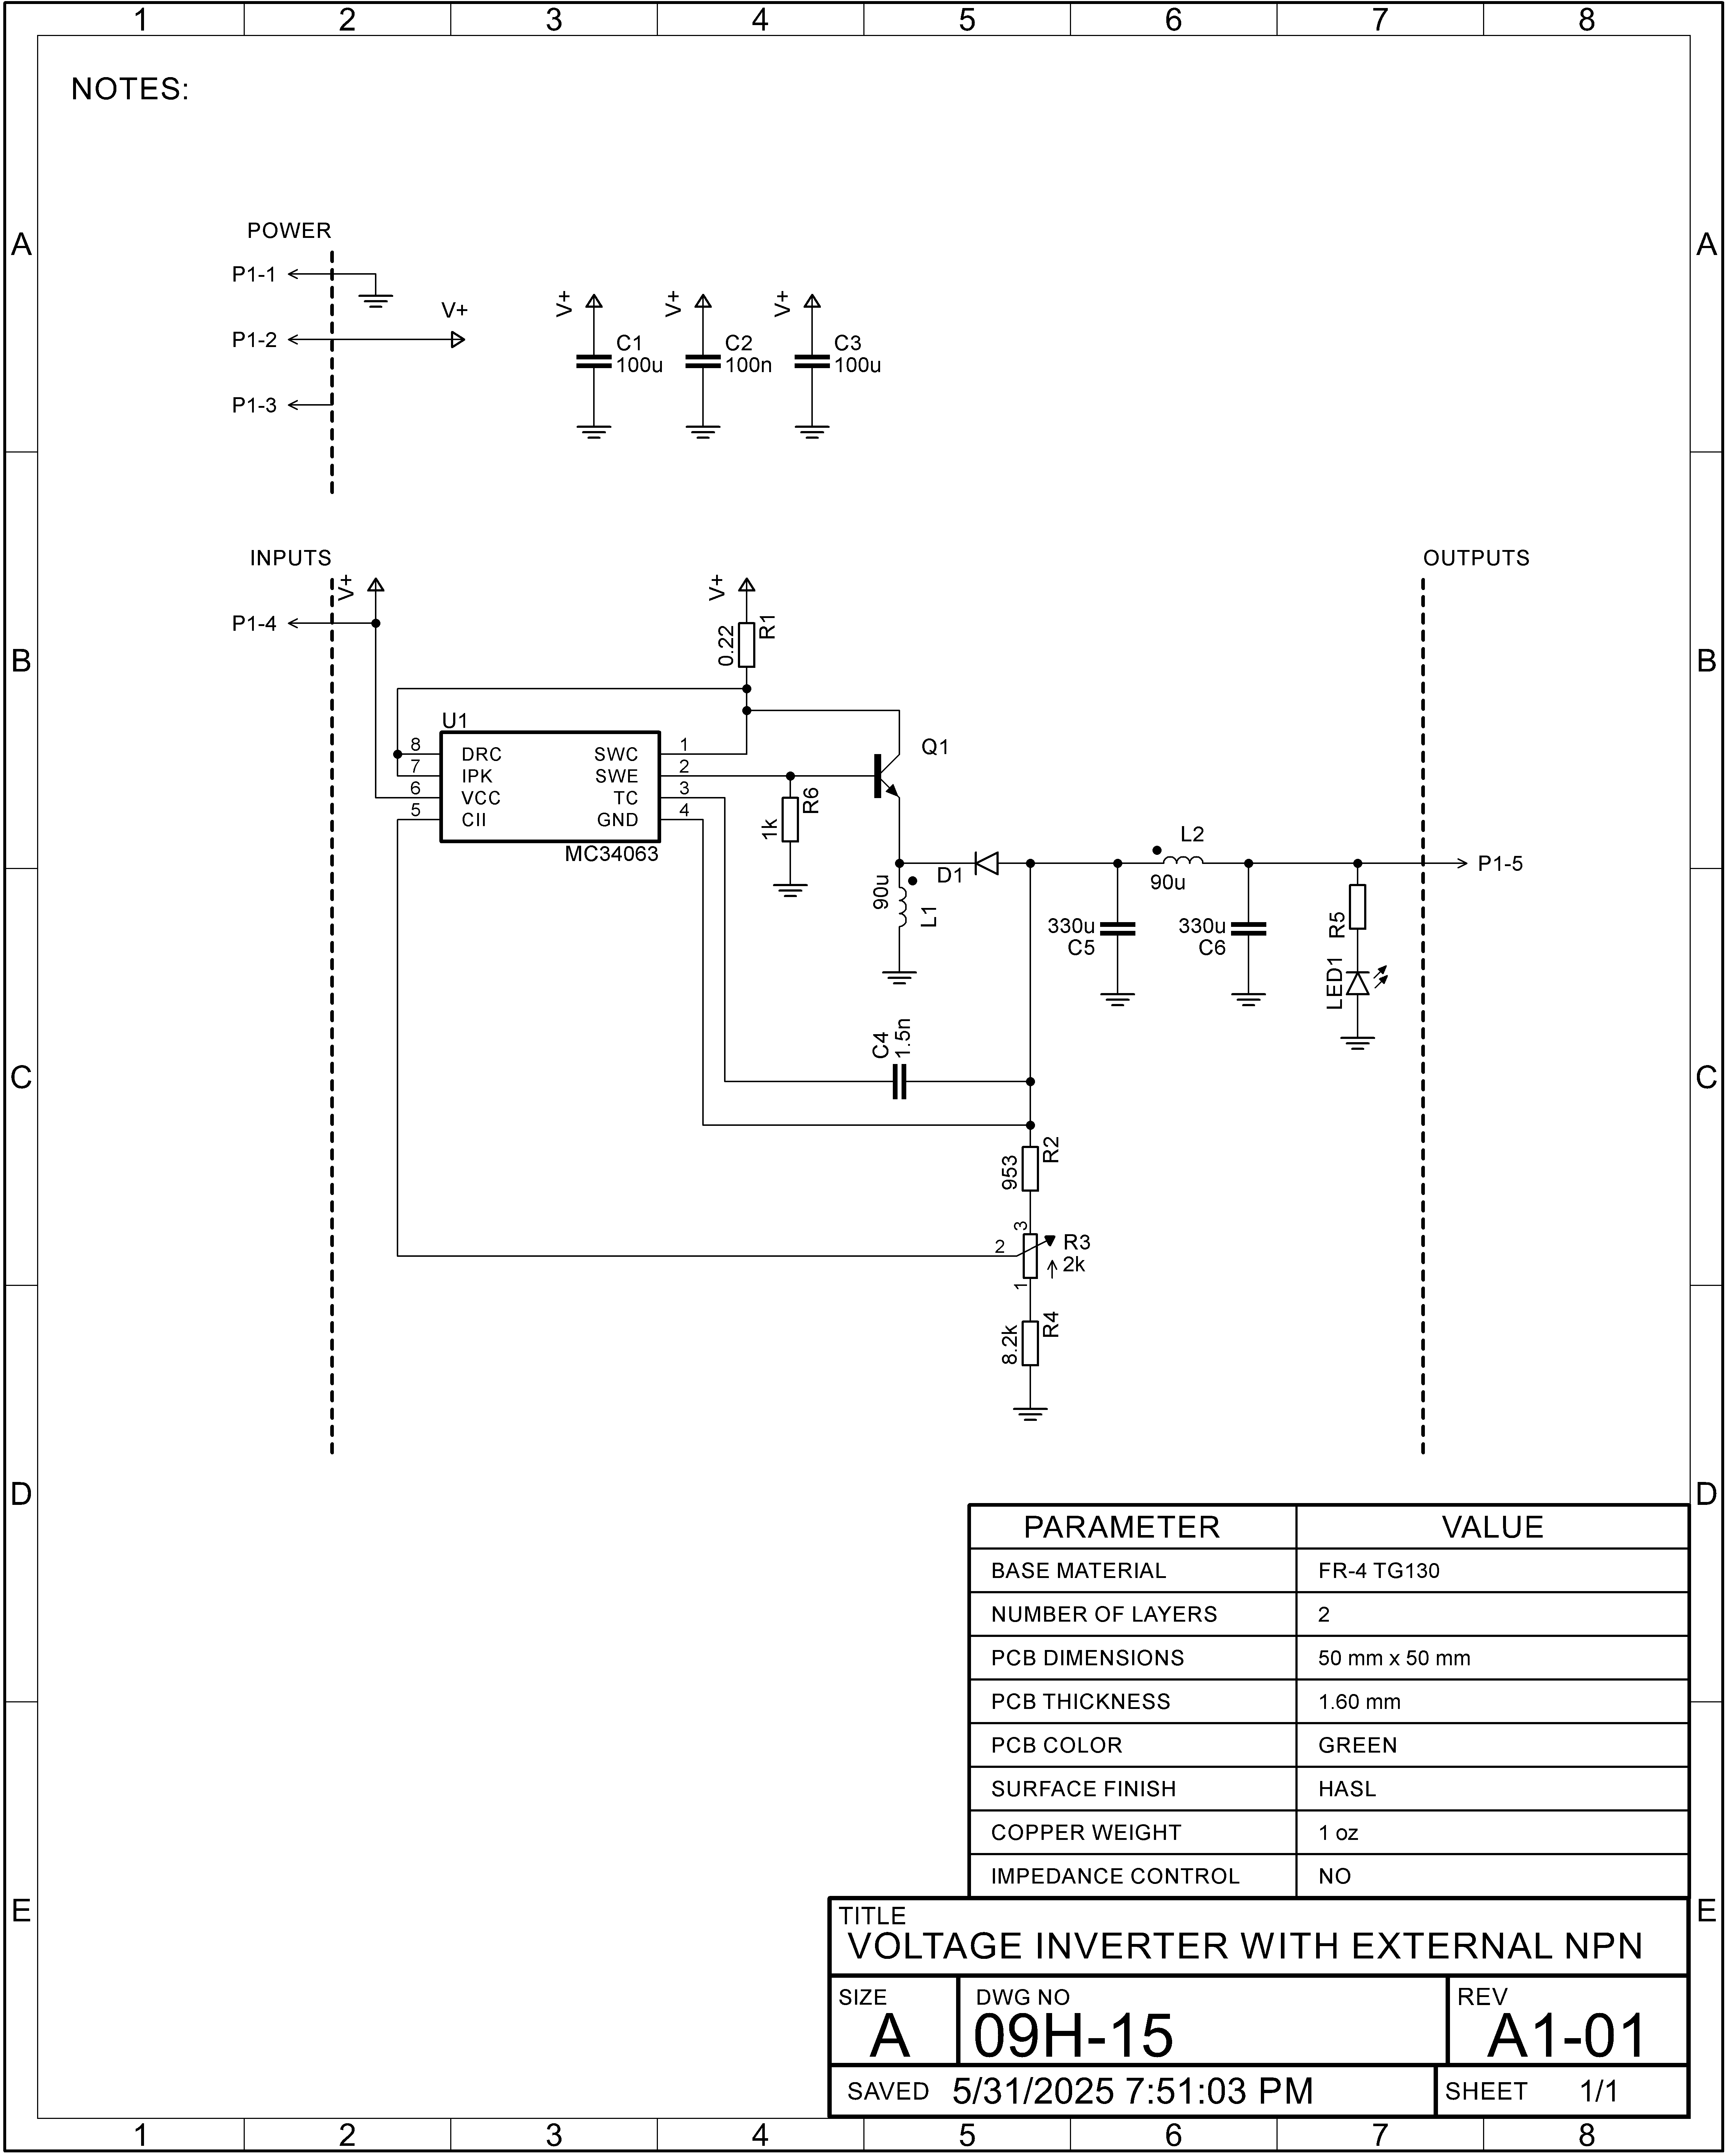 1 2 3 4 5 6 7 8
NOTES:
A
A
POWER
P1-1
V+
P1-2
P1-3
V+
C1
100u
V+
C2
100n
V+
C3
100u
INPUTS
OUTPUTS
V+
P1-4
V+
0.22
R1
B
B
U1
8 DRC SWC 1
7 IPK SWE 2
6 VCC TC 3
5 CII GND 4
MC34063
Q1
1k
R6
90u
L1
D1
L2
90u
P1-5
330u
C5
330u
C6
R5
LED1
C4
1.5n
C
C
953
R2
3
2
1
R3
2k
8.2k
R4
D
D
PARAMETER VALUE
BASE MATERIAL FR-4 TG130
NUMBER OF LAYERS 2
PCB DIMENSIONS 50 mm x 50 mm
PCB THICKNESS 1.60 mm
PCB COLOR GREEN
SURFACE FINISH HASL
COPPER WEIGHT 1 oz
IMPEDANCE CONTROL NO
E
E
TITLE
VOLTAGE INVERTER WITH EXTERNAL NPN
SIZE DWG NO REV
A 09H-15 A1-01
SAVED 5/31/2025 7:51:03 PM SHEET 1/1
1 2 3 4 5 6 7 8